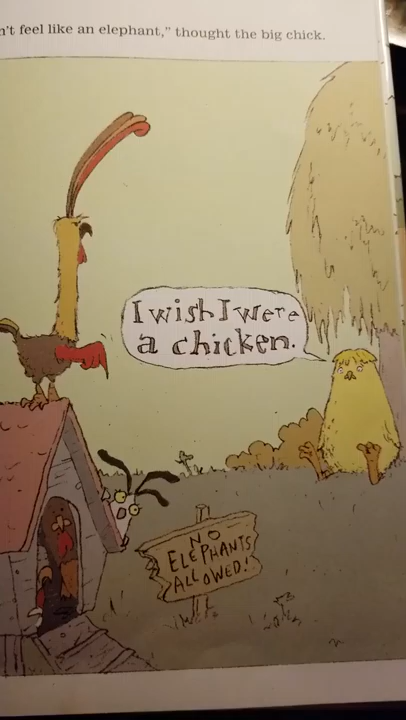 n't feel like an elephant," thought the big chick.
I wish I were
a chicken.
NO
ELEPHANTS
ALLOWED!